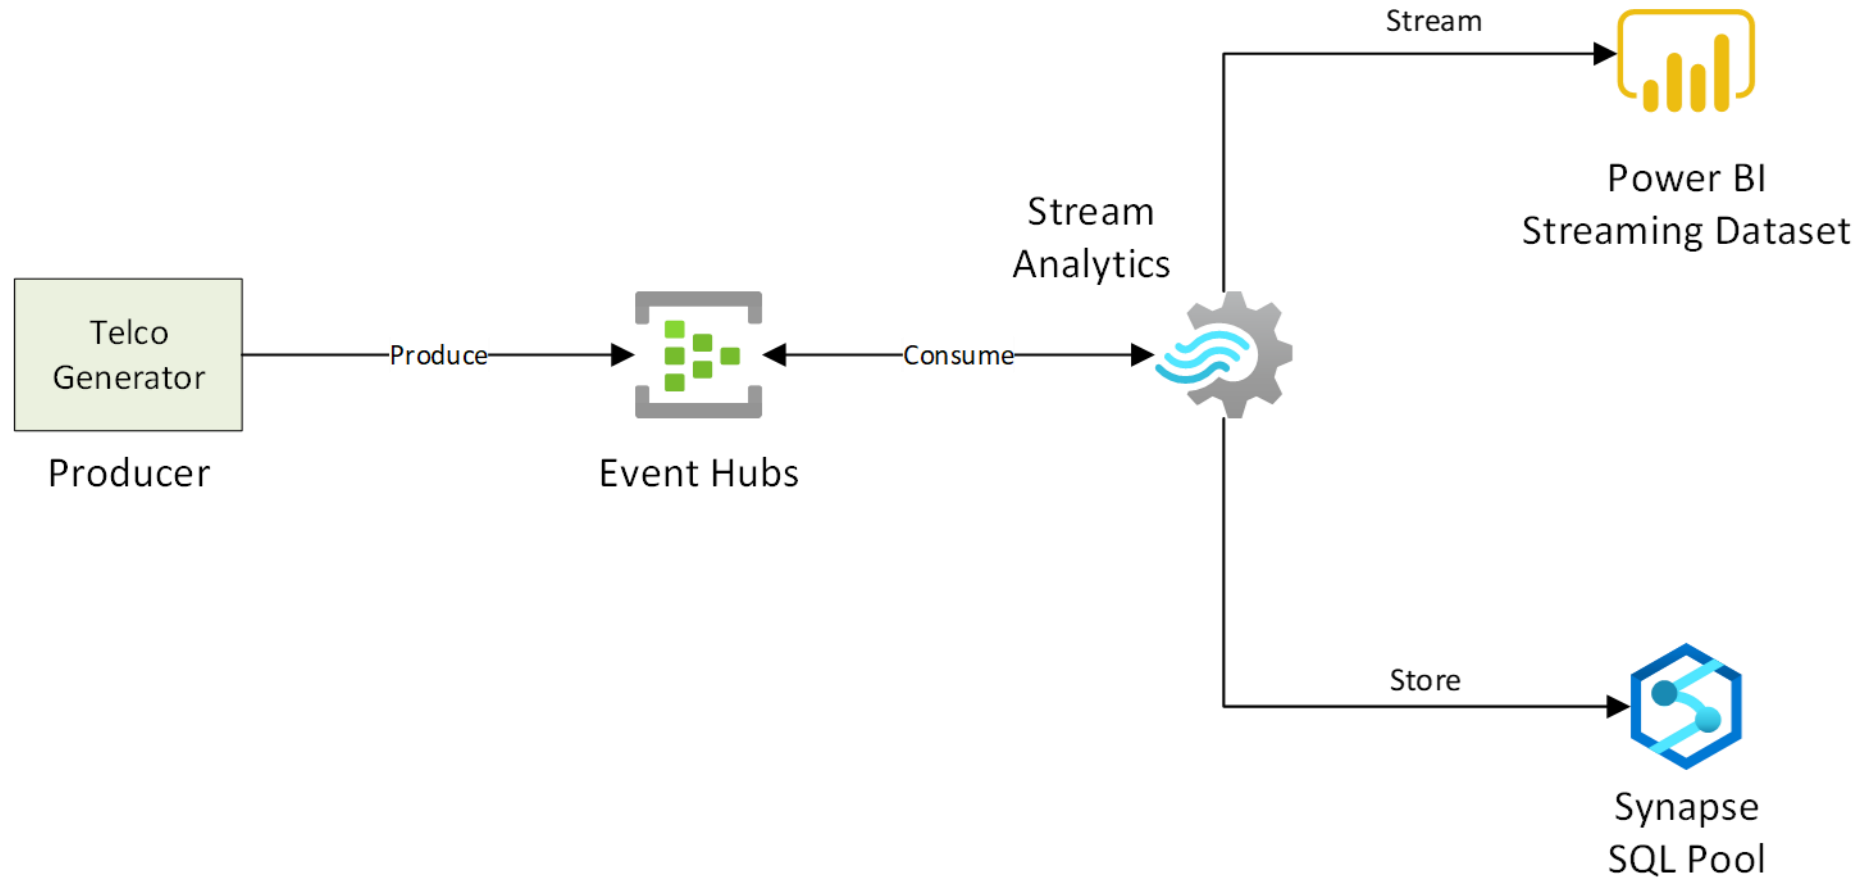 Stream
Power BI
Streaming Dataset
Stream
Analytics
Telco
Generator
Produce
Consume
Producer
Event Hubs
Store
Synapse
SQL Pool